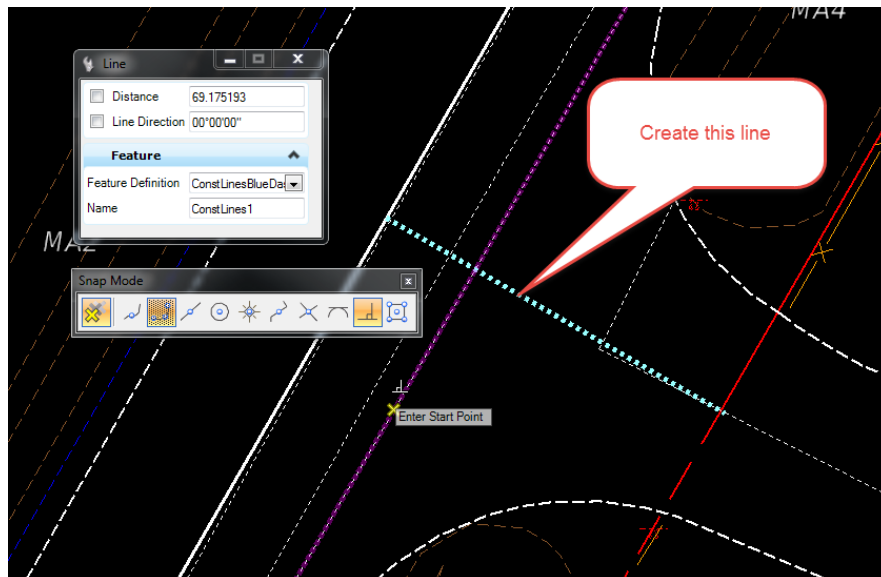 MA4
Line
Distance 69.175193
Line Direction 00°00'00"
Feature
Feature Definition ConstLinesBlueDas
Name ConstLines1
Create this line
MA2
Snap Mode
Enter Start Point